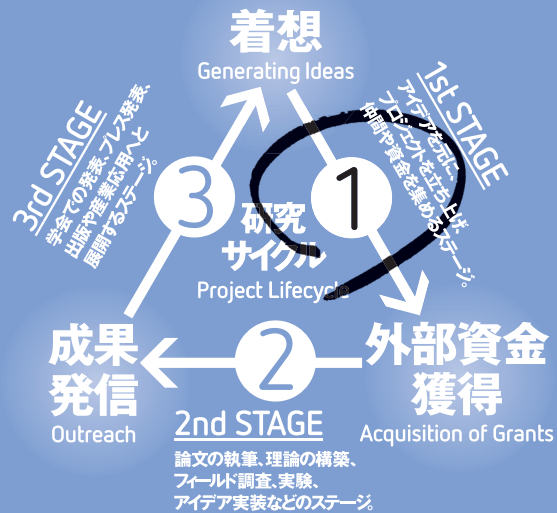 着想
Generating Ideas
1st STAGE
アイデアを元に、
プロジェクトを立ち上げ、
仲間や資金を集めるステージ。
3rd STAGE
学会での発表、プレス発表、
出版や産業応用へと
展開するステージ。
3
1
研究
サイクル
Project Lifecycle
成果
発信
Outreach
2
外部資金
獲得
Acquisition of Grants
2nd STAGE
論文の執筆、理論の構築、
フィールド調査、実験、
アイデア実装などのステージ。